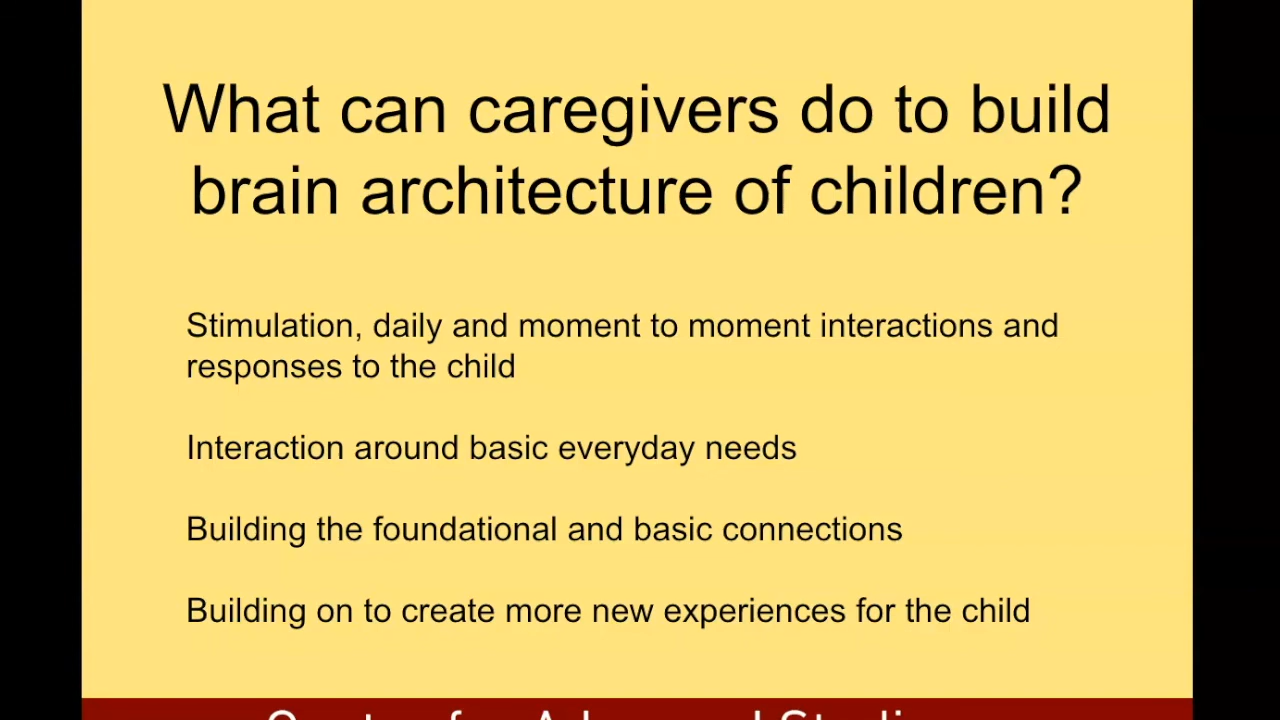 What can caregivers do to build
brain architecture of children?
Stimulation, daily and moment to moment interactions and
responses to the child
Interaction around basic everyday needs
Building the foundational and basic connections
Building on to create more new experiences for the child